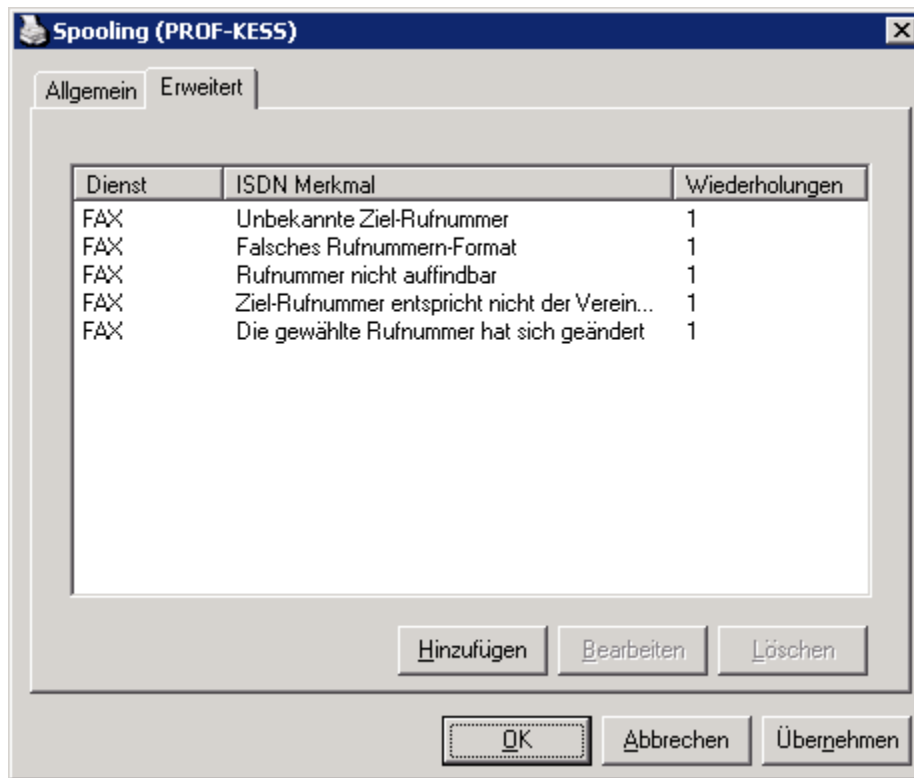 Spooling (PROF-KESS)
Allgemein Erweitert
Dienst ISDN Merkmal Wiederholungen
FAX Unbekannte Ziel-Rufnummer 1
FAX Falsches Rufnummern-Format 1
FAX Rufnummer nicht auffindbar 1
FAX Ziel-Rufnummer entspricht nicht der Verein... 1
FAX Die gewählte Rufnummer hat sich geändert 1
Hinzufügen Bearbeiten Löschen
OK Abbrechen Übernehmen